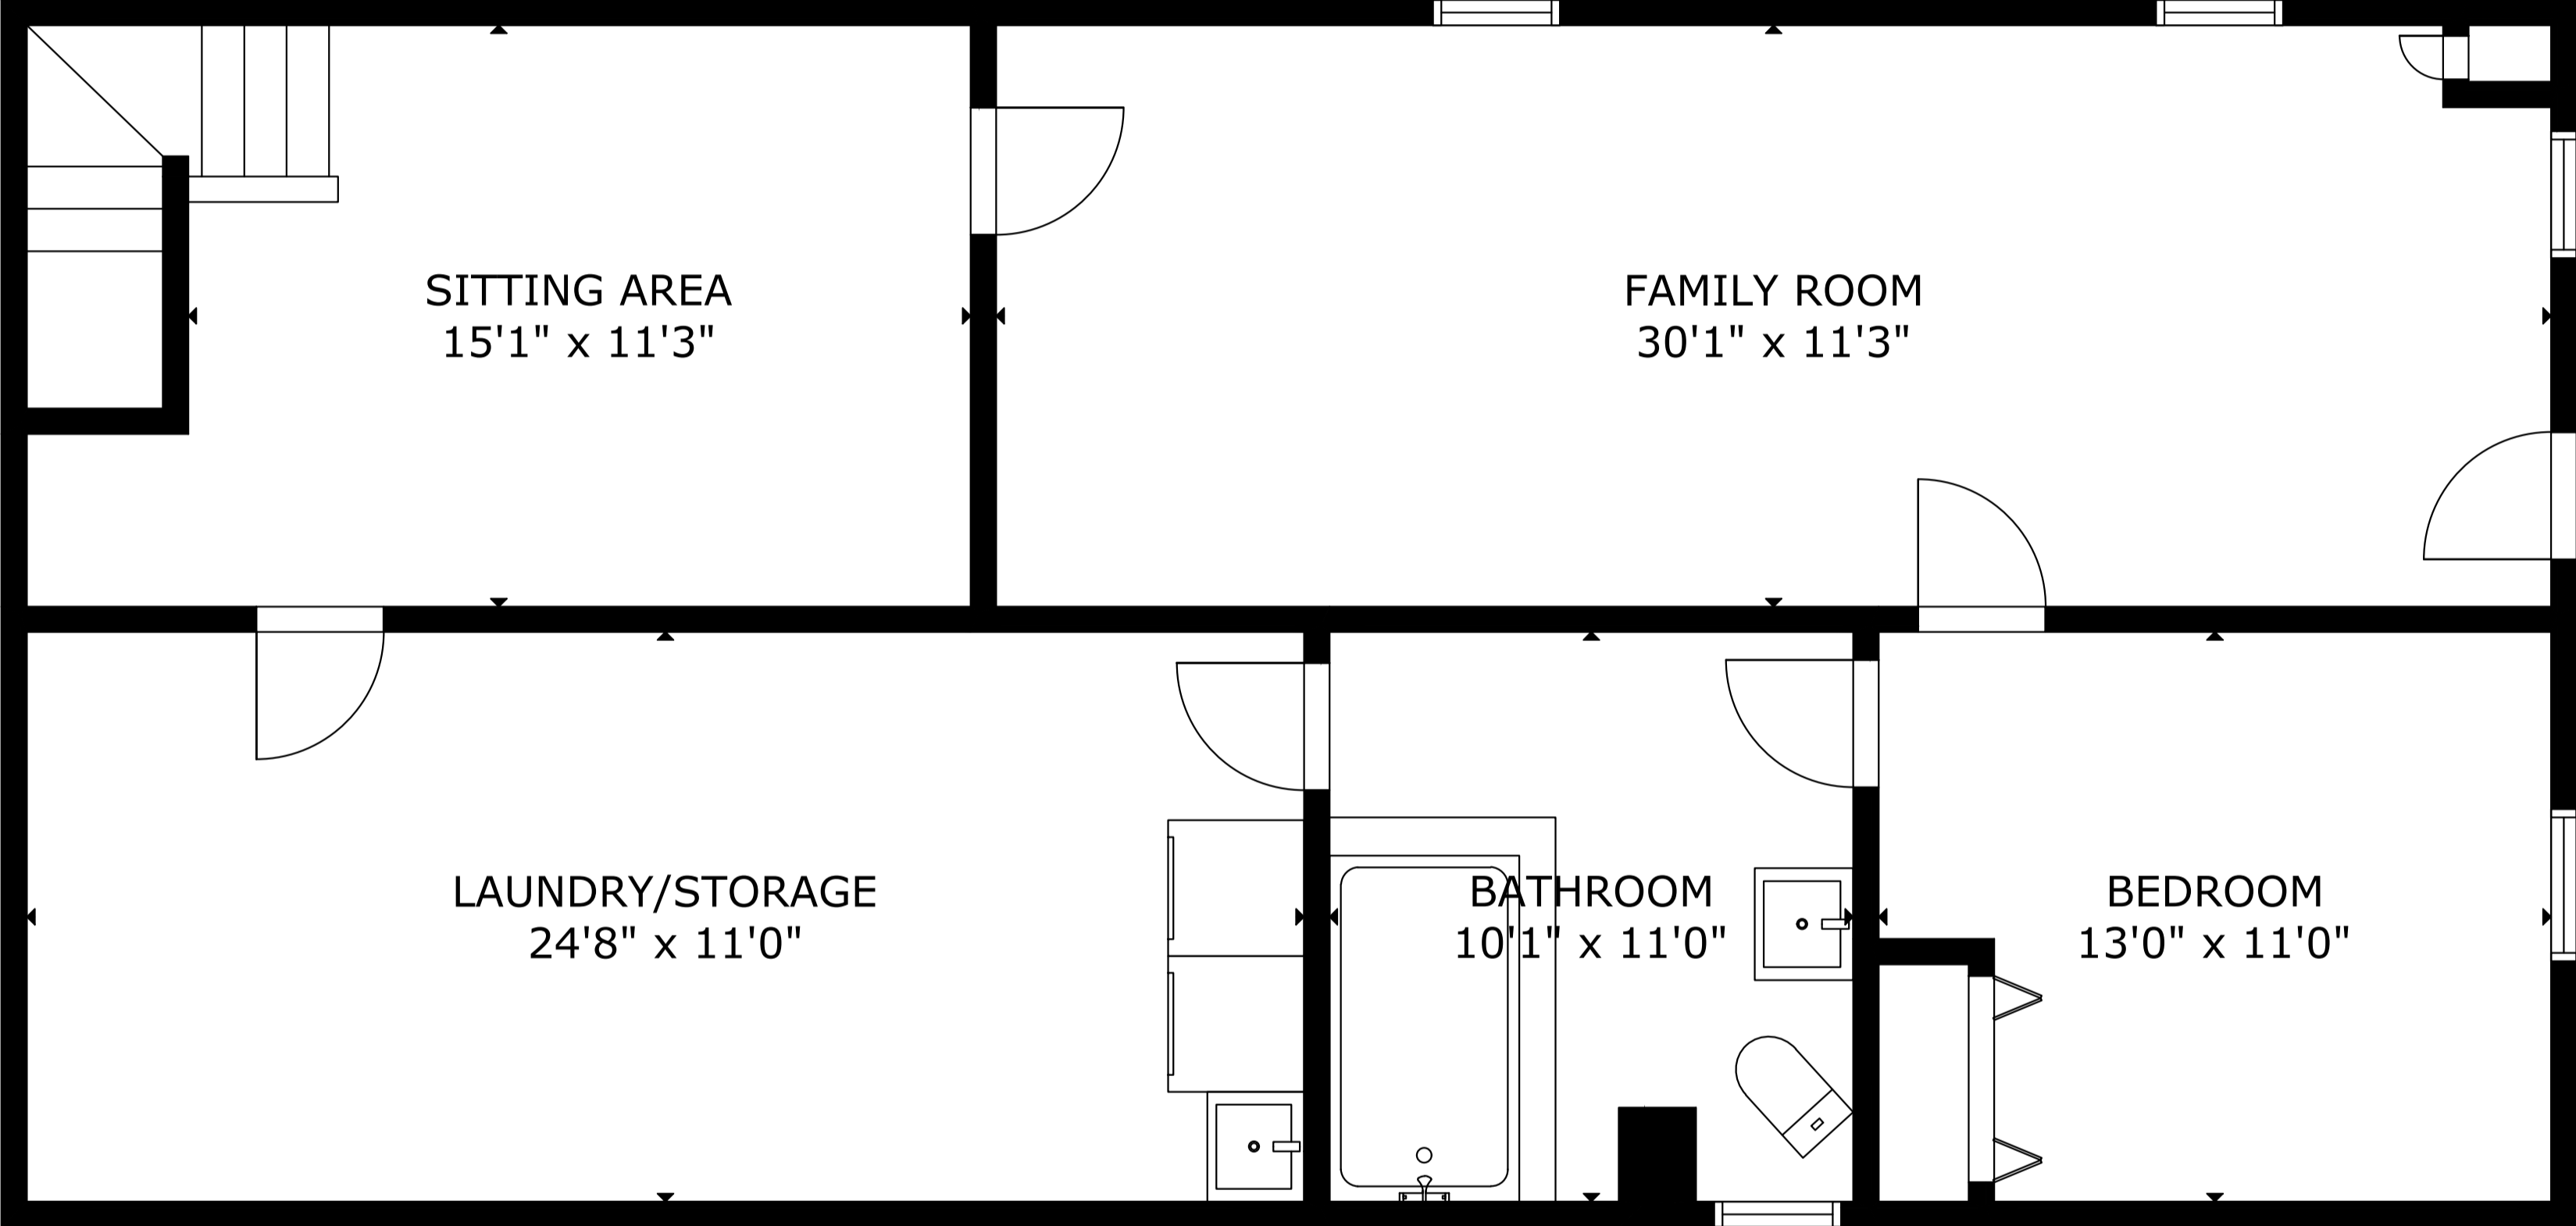 SITTING AREA
15'1" x 11'3"
FAMILY ROOM
30'1" x 11'3"
LAUNDRY/STORAGE
24'8" x 11'0"
BATHROOM
10'1" x 11'0"
BEDROOM
13'0" x 11'0"